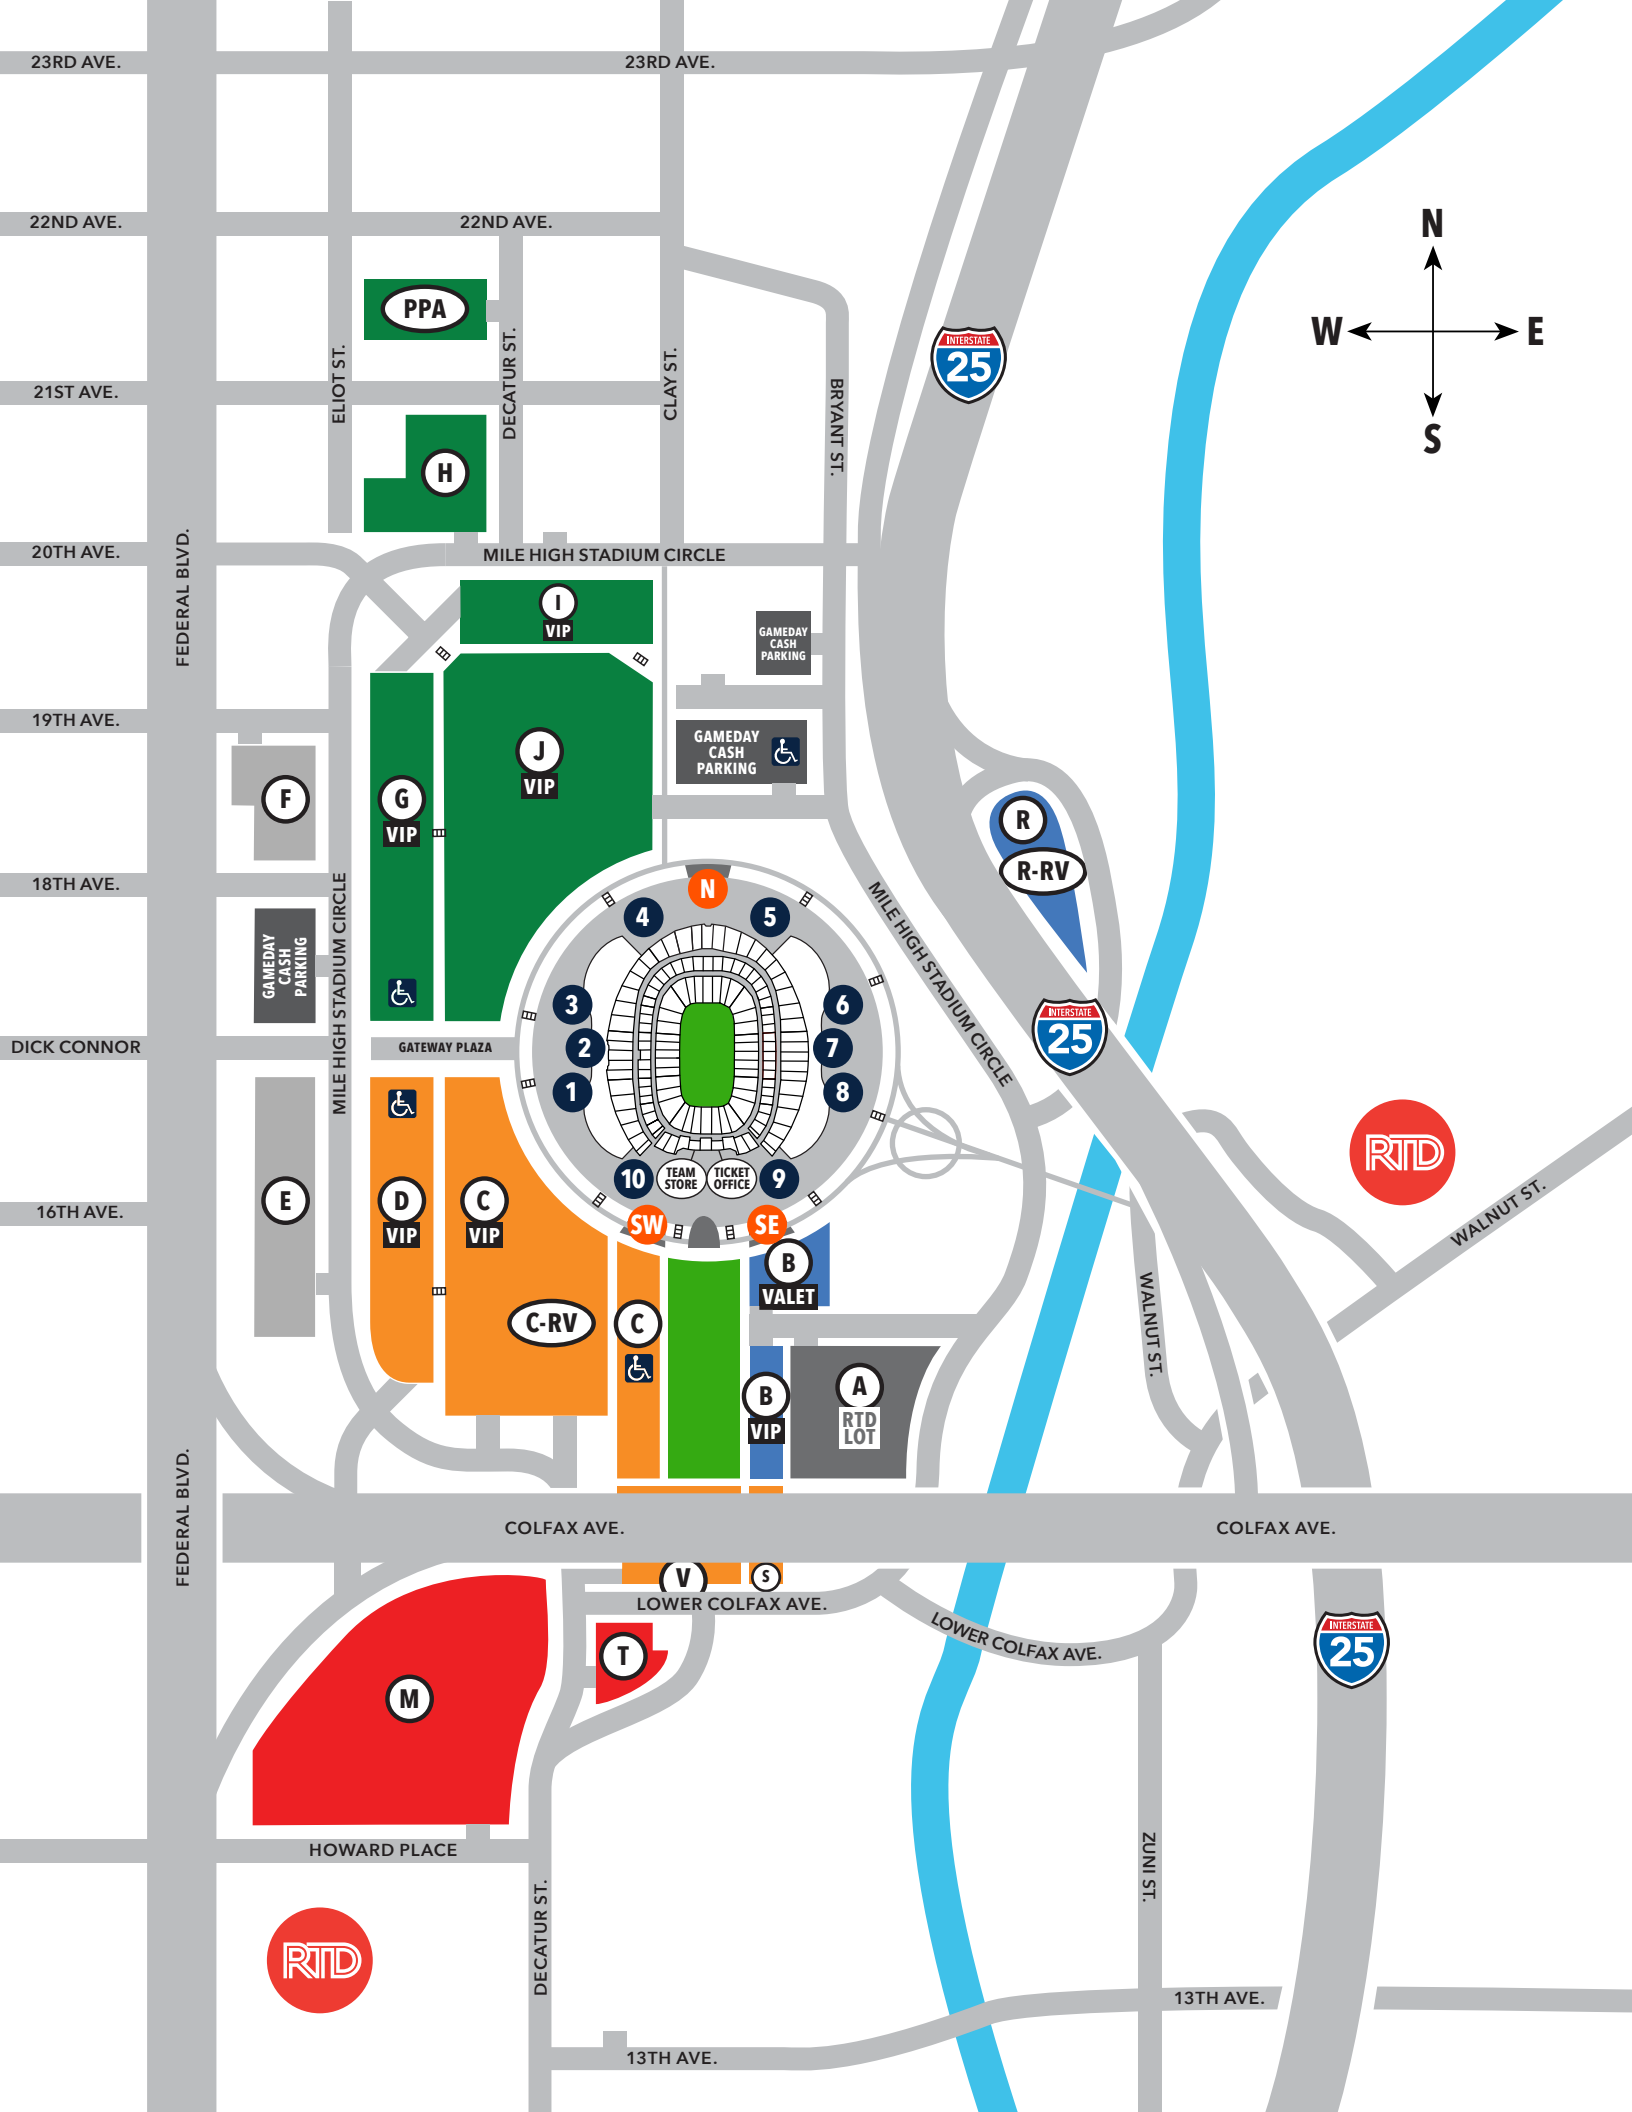 23RD AVE.
23RD AVE.
22ND AVE.
22ND AVE.
N
W
E
S
PPA
INTERSTATE
25
21ST AVE.
ELIOT ST.
DECATUR ST.
CLAY ST.
BRYANT ST.
H
20TH AVE.
FEDERAL BLVD.
MILE HIGH STADIUM CIRCLE
I
VIP
GAMEDAY
CASH
PARKING
19TH AVE.
J
VIP
GAMEDAY
CASH
PARKING
F
G
VIP
R
R-RV
18TH AVE.
MILE HIGH STADIUM CIRCLE
MILE HIGH STADIUM CIRCLE
N
4
5
GAMEDAY
CASH
PARKING
3
6
INTERSTATE
25
DICK CONNOR
GATEWAY PLAZA
2
7
1
8
RTD
10
TEAM
STORE
TICKET
OFFICE
9
E
D
VIP
C
VIP
16TH AVE.
SW
SE
WALNUT ST.
B
VALET
C-RV
C
WALNUT ST.
B
VIP
A
RTD
LOT
FEDERAL BLVD.
COLFAX AVE.
COLFAX AVE.
V
S
LOWER COLFAX AVE.
LOWER COLFAX AVE.
INTERSTATE
25
T
M
HOWARD PLACE
ZUNI ST.
DECATUR ST.
RTD
13TH AVE.
13TH AVE.